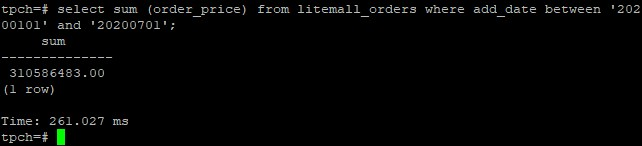 tpch=# select sum (order_price) from litemall_orders where add_date between '202
00101' and '20200701';
     sum
--------------
 310586483.00
(1 row)

Time: 261.027 ms
tpch=#